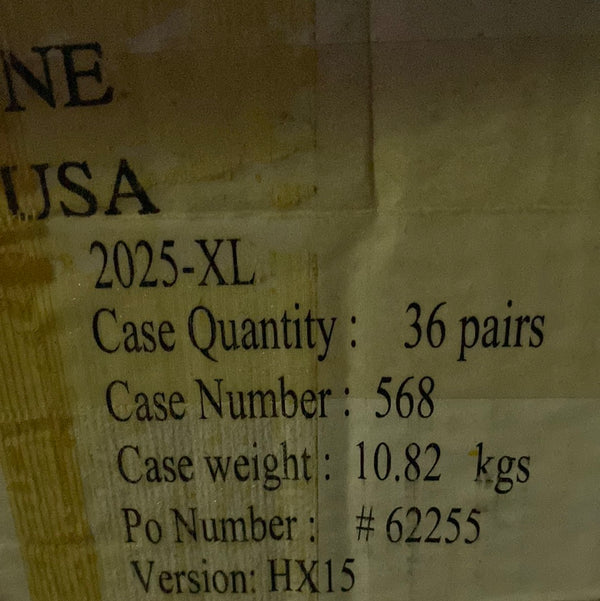 NE
USA
2025-XL
Case Quantity : 36 pairs
Case Number : 568
Case weight : 10.82 kgs
Po Number : # 62255
Version: HX15